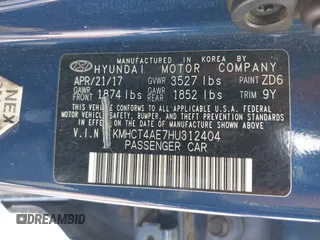 MANUFACTURED IN KOREA BY
HYUNDAI MOTOR COMPANY
APR/21/17 GVWR 3527 lbs PAINT ZD6
GAWR FRONT 1874 lbs GAWR REAR 1852 lbs TRIM 9Y
THIS VEHICLE CONFORMS TO ALL APPLICABLE U.S.
FEDERAL MOTOR VEHICLE SAFETY, BUMPER, AND
THEFT PREVENTION STANDARDS IN EFFECT ON THE
DATE OF MANUFACTURE SHOWN ABOVE.
V.I.N KMHCT4AE7HU312404
PASSENGER CAR
NEX
DREAMBID